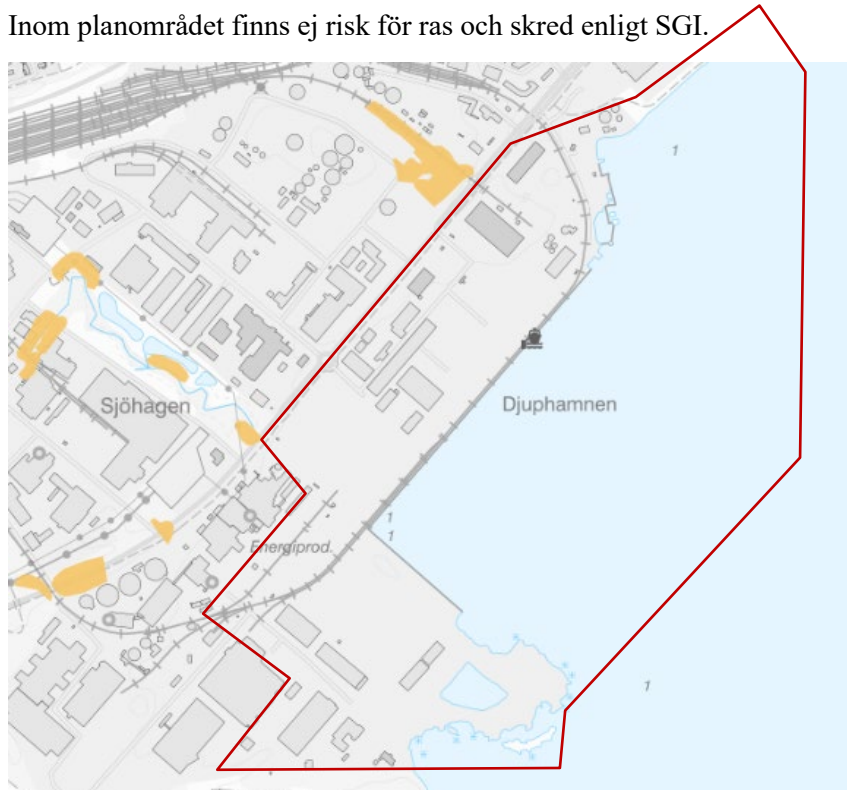 Inom planområdet finns ej risk för ras och skred enligt SGI.
1
Sjöhagen
Djuphamnen
1
1
Energiprod.
1